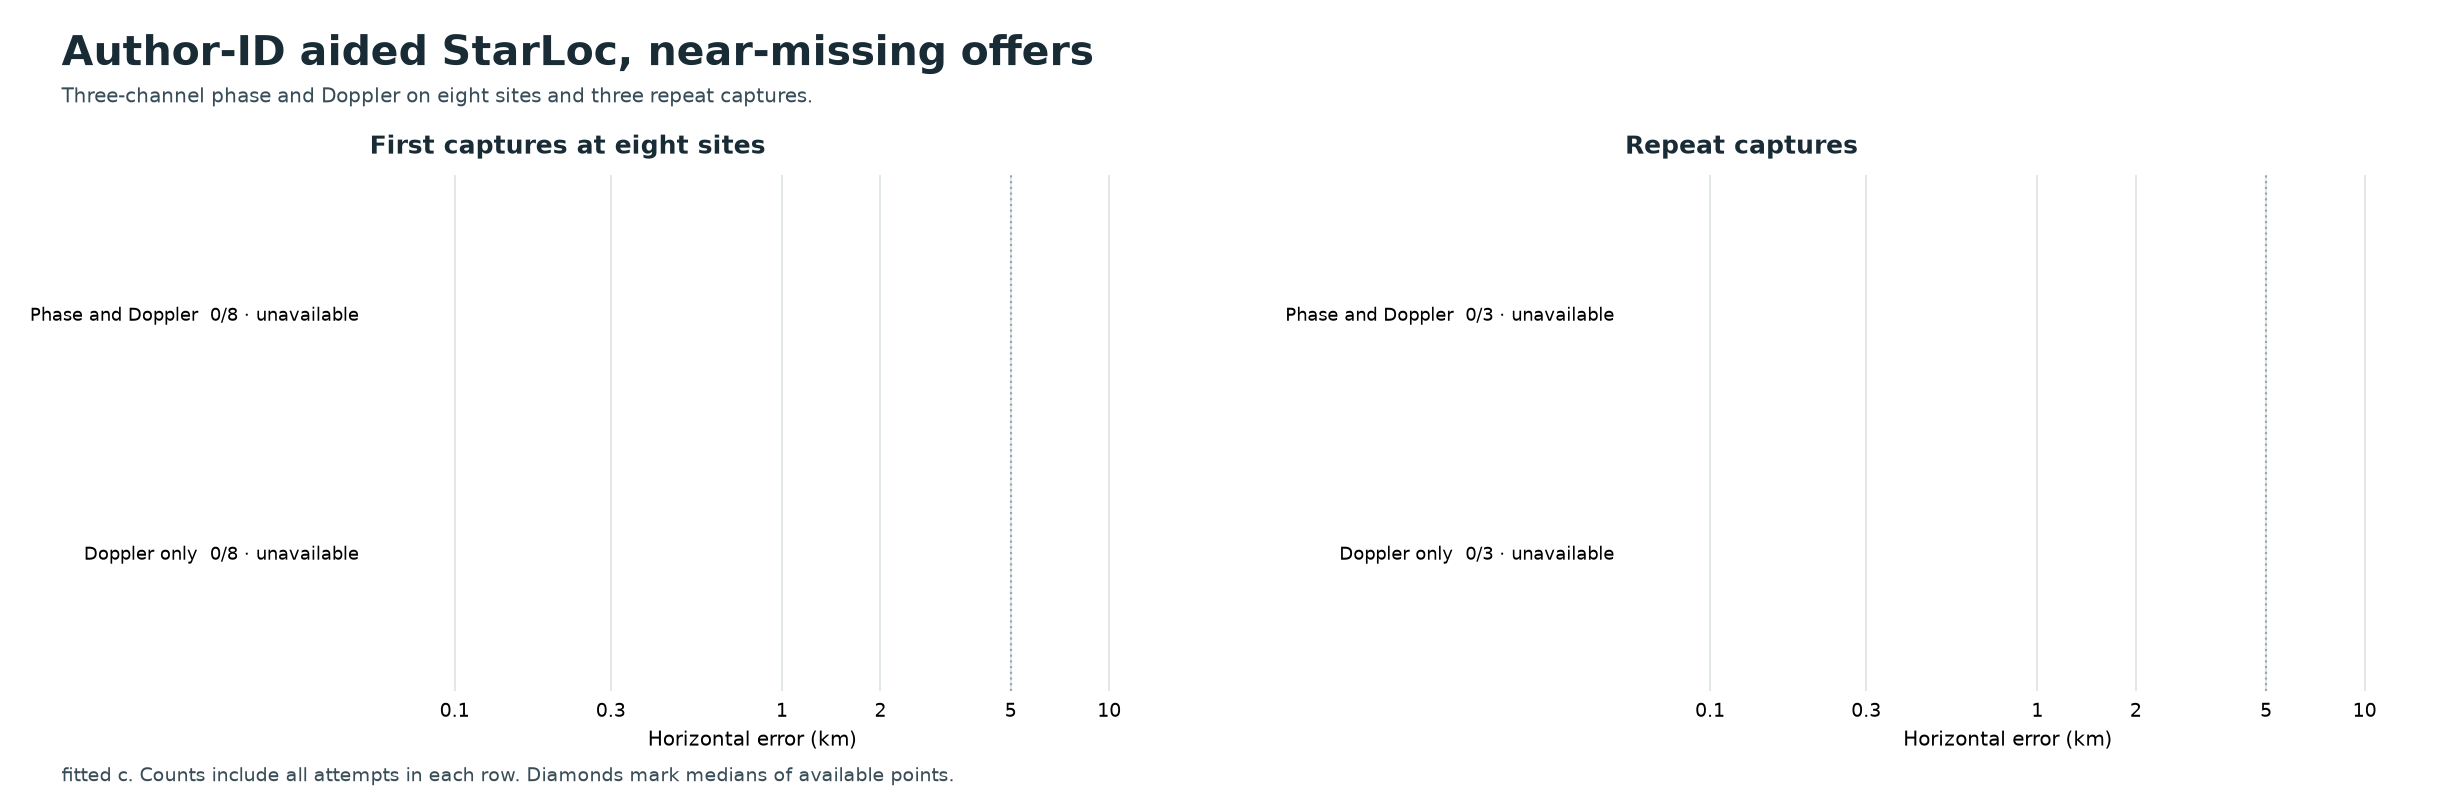 Author-ID aided StarLoc, near-missing offers
Three-channel phase and Doppler on eight sites and three repeat captures.
First captures at eight sites
Phase and Doppler  0/8 · unavailable
Doppler only  0/8 · unavailable
0.1 0.3 1 2 5 10
Horizontal error (km)
Repeat captures
Phase and Doppler  0/3 · unavailable
Doppler only  0/3 · unavailable
0.1 0.3 1 2 5 10
Horizontal error (km)
fitted c. Counts include all attempts in each row. Diamonds mark medians of available points.